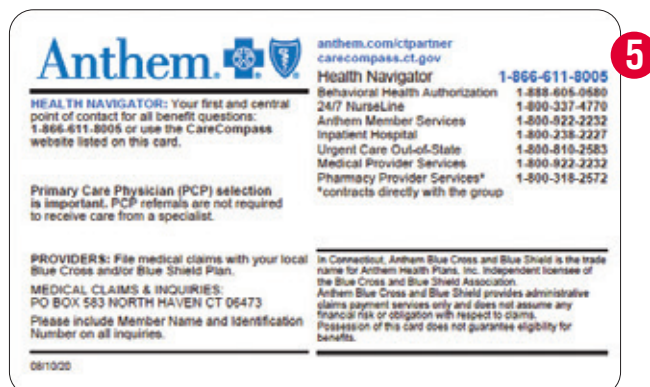 Anthem.
HEALTH NAVIGATOR: Your first and central
point of contact for all benefit questions:
1-866-611-8005 or use the CareCompass
website listed on this card.
Primary Care Physician (PCP) selection
is important. PCP referrals are not required
to receive care from a specialist.
PROVIDERS: File medical claims with your local
Blue Cross and/or Blue Shield Plan.
MEDICAL CLAIMS & INQUIRIES:
PO BOX 583 NORTH HAVEN CT 06473
Please include Member Name and Identification
Number on all inquiries.
08/10/20
anthem.com/ctpartner
carecompass.ct.gov
Health Navigator 1-866-611-8005
Behavioral Health Authorization 1-888-605-0580
24/7 NurseLine 1-800-337-4770
Anthem Member Services 1-800-922-2232
Inpatient Hospital 1-800-238-2227
Urgent Care Out-of-State 1-800-810-2583
Medical Provider Services 1-800-922-2232
Pharmacy Provider Services* 1-800-318-2572
*contracts directly with the group
In Connecticut, Anthem Blue Cross and Blue Shield is the trade
name for Anthem Health Plans, Inc. Independent licensee of
the Blue Cross and Blue Shield Association.
Anthem Blue Cross and Blue Shield provides administrative
claims payment services only and does not assume any
financial risk or obligation with respect to claims.
Possession of this card does not guarantee eligibility for
benefits.
5